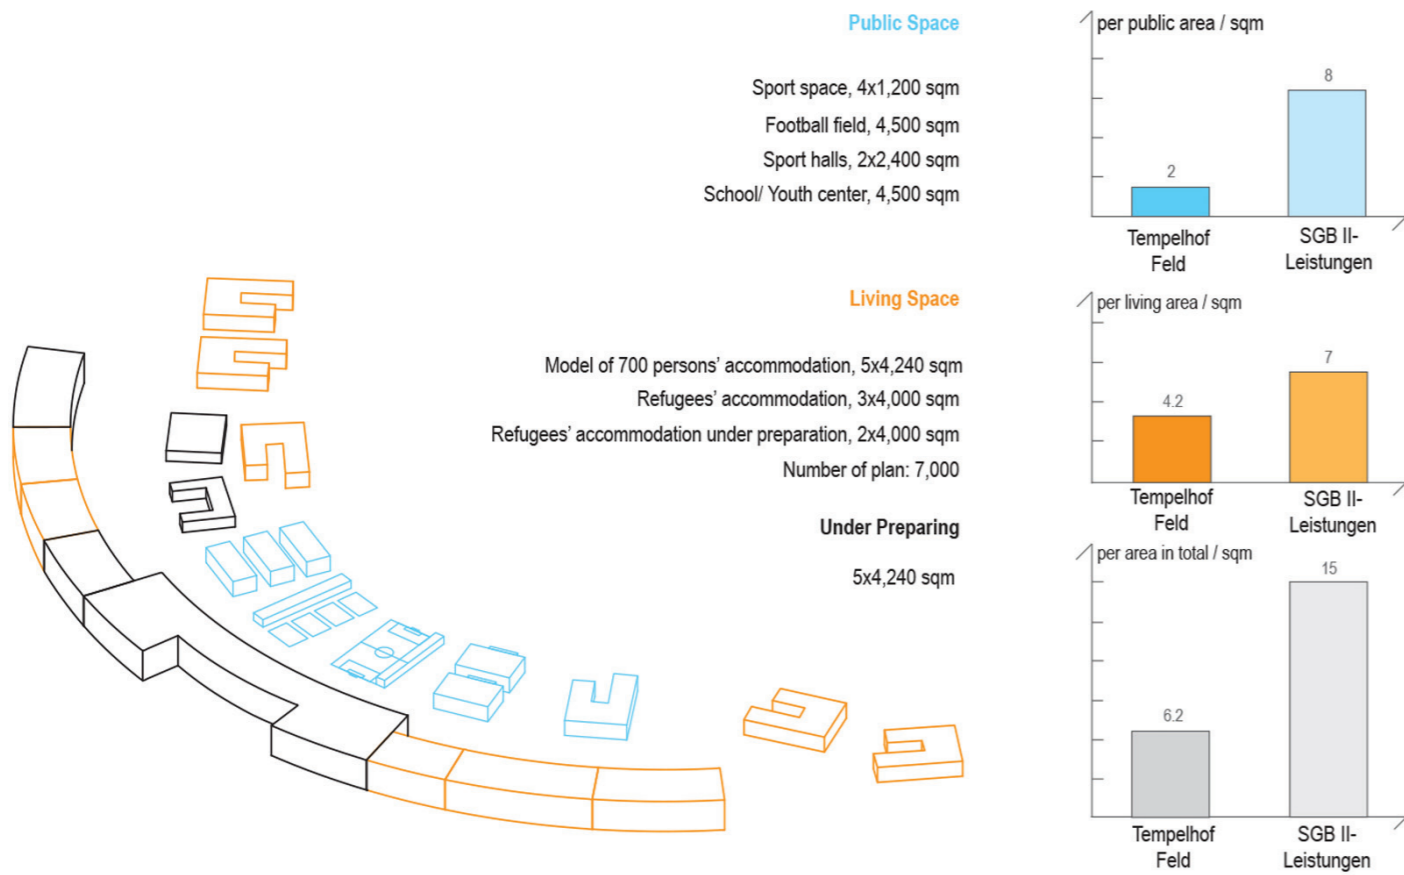 Public Space
Sport space, 4x1,200 sqm
Football field, 4,500 sqm
Sport halls, 2x2,400 sqm
School/ Youth center, 4,500 sqm
Living Space
Model of 700 persons’ accommodation, 5x4,240 sqm
Refugees’ accommodation, 3x4,000 sqm
Refugees’ accommodation under preparation, 2x4,000 sqm
Number of plan: 7,000
Under Preparing
5x4,240 sqm
per public area / sqm
2
8
Tempelhof
Feld
SGB II-
Leistungen
per living area / sqm
4.2
7
Tempelhof
Feld
SGB II-
Leistungen
per area in total / sqm
6.2
15
Tempelhof
Feld
SGB II-
Leistungen